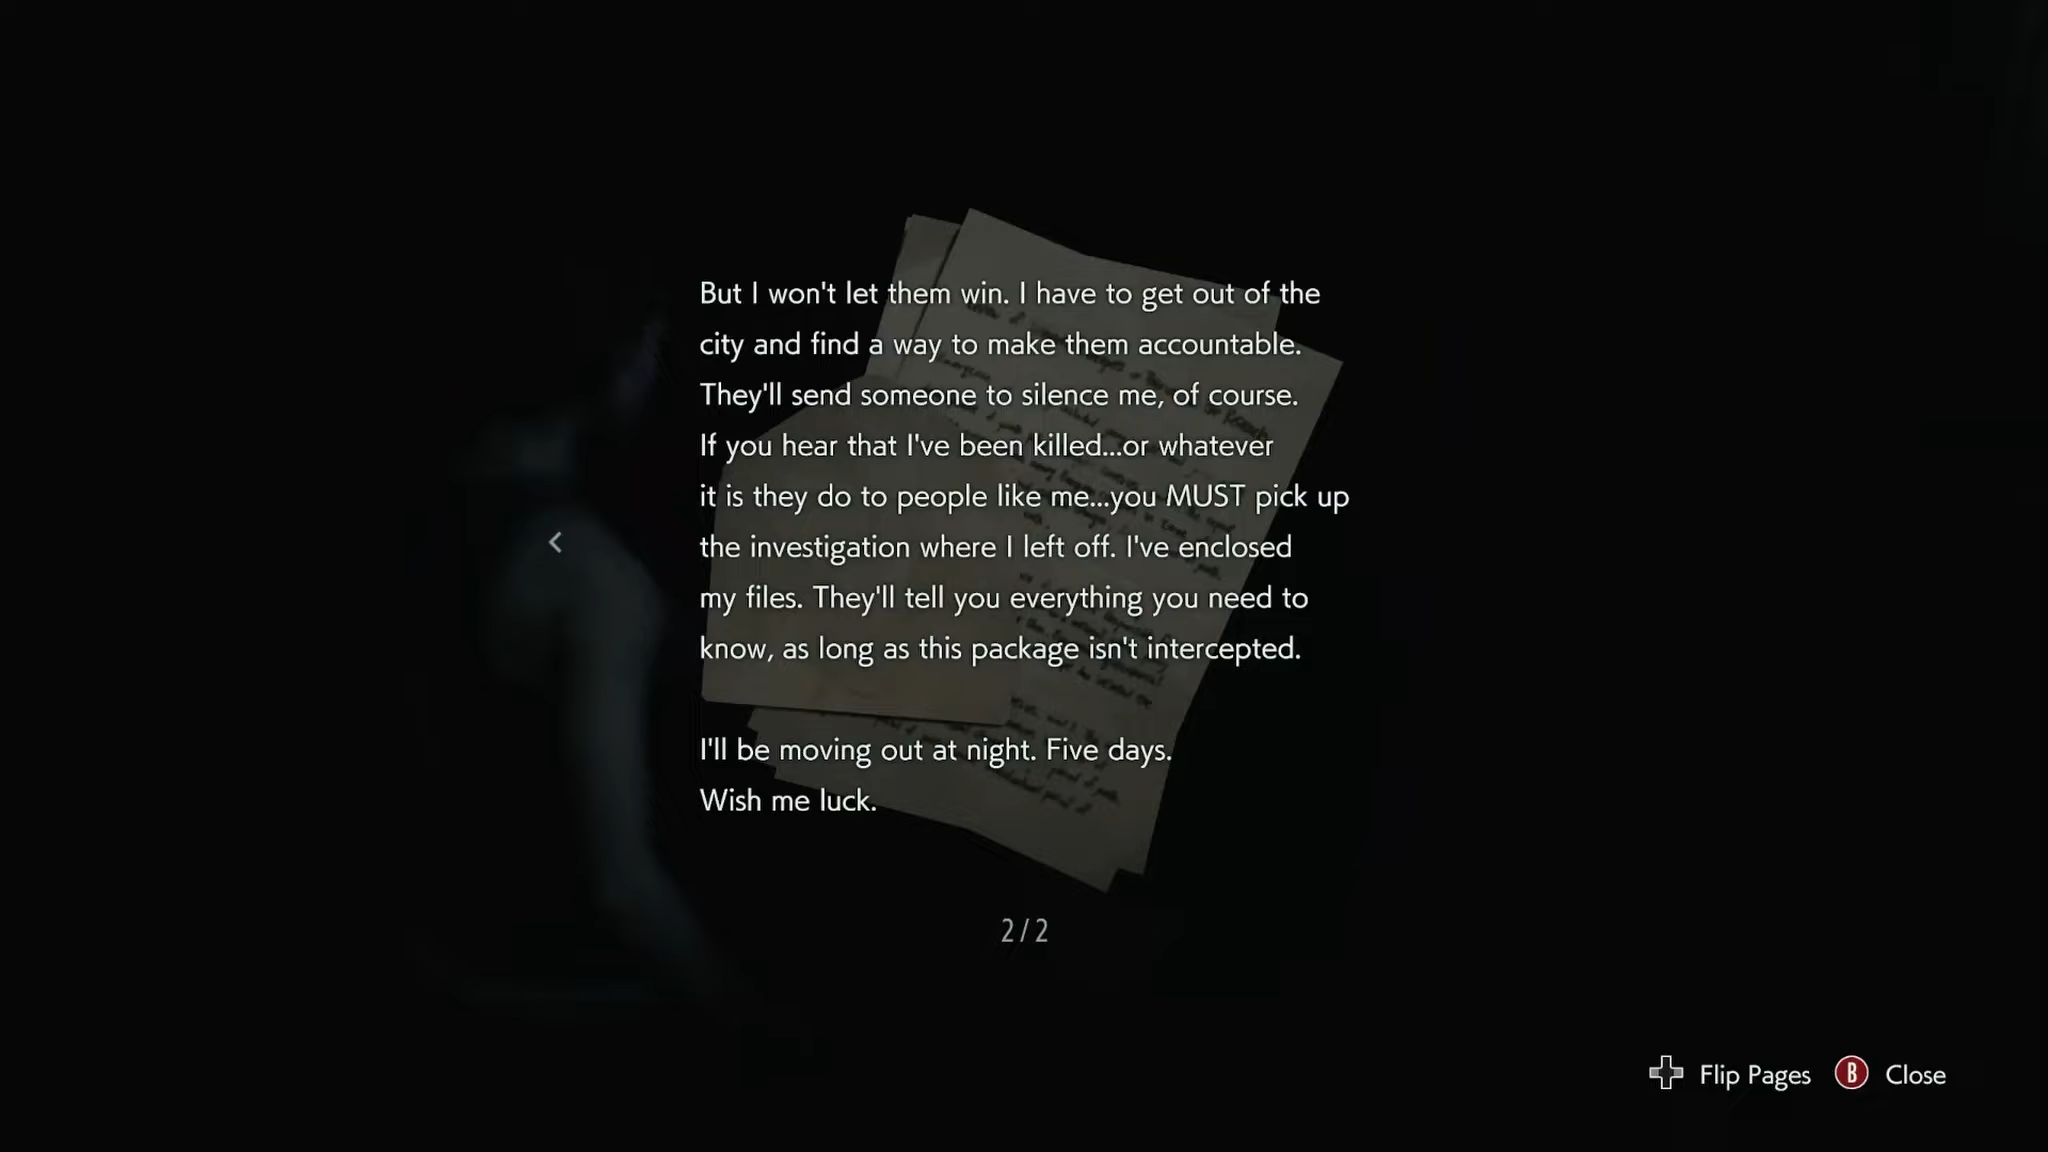 But I won't let them win. I have to get out of the
city and find a way to make them accountable.
They'll send someone to silence me, of course.
If you hear that I've been killed...or whatever
it is they do to people like me...you MUST pick up
the investigation where I left off. I've enclosed
my files. They'll tell you everything you need to
know, as long as this package isn't intercepted.
I'll be moving out at night. Five days.
Wish me luck.
2/2
Flip Pages B Close